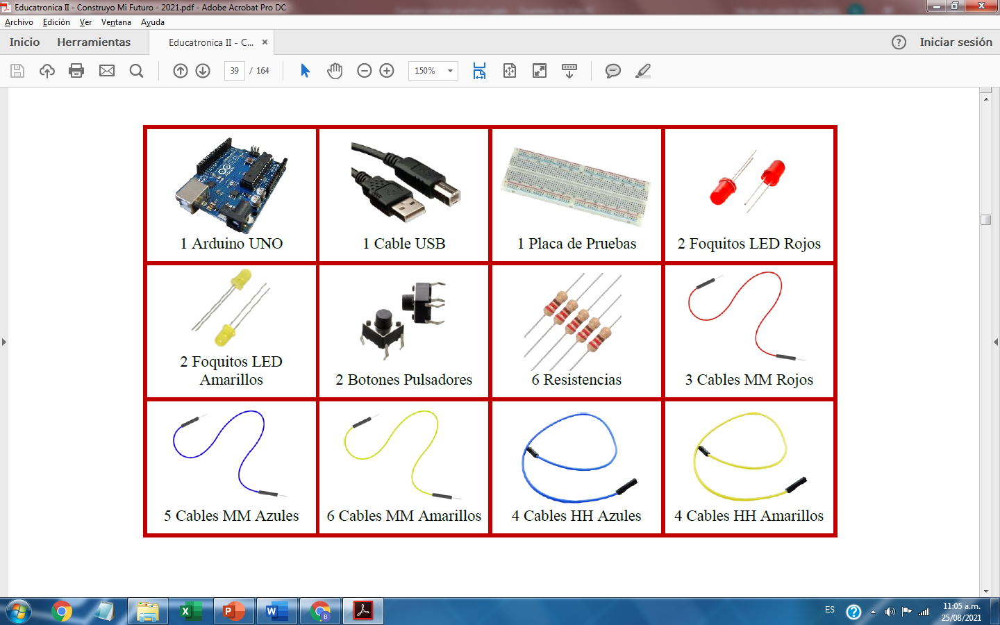 Educatronica II - Construyo Mi Futuro - 2021.pdf - Adobe Acrobat Pro DC
Archivo Edición Ver Ventana Ayuda
Inicio Herramientas Educatronica II - C... × Iniciar sesión
39 / 164 150%
1 Arduino UNO
1 Cable USB
1 Placa de Pruebas
2 Foquitos LED Rojos
2 Foquitos LED
Amarillos
2 Botones Pulsadores
6 Resistencias
3 Cables MM Rojos
5 Cables MM Azules
6 Cables MM Amarillos
4 Cables HH Azules
4 Cables HH Amarillos
ES
11:05 a.m.
25/08/2021